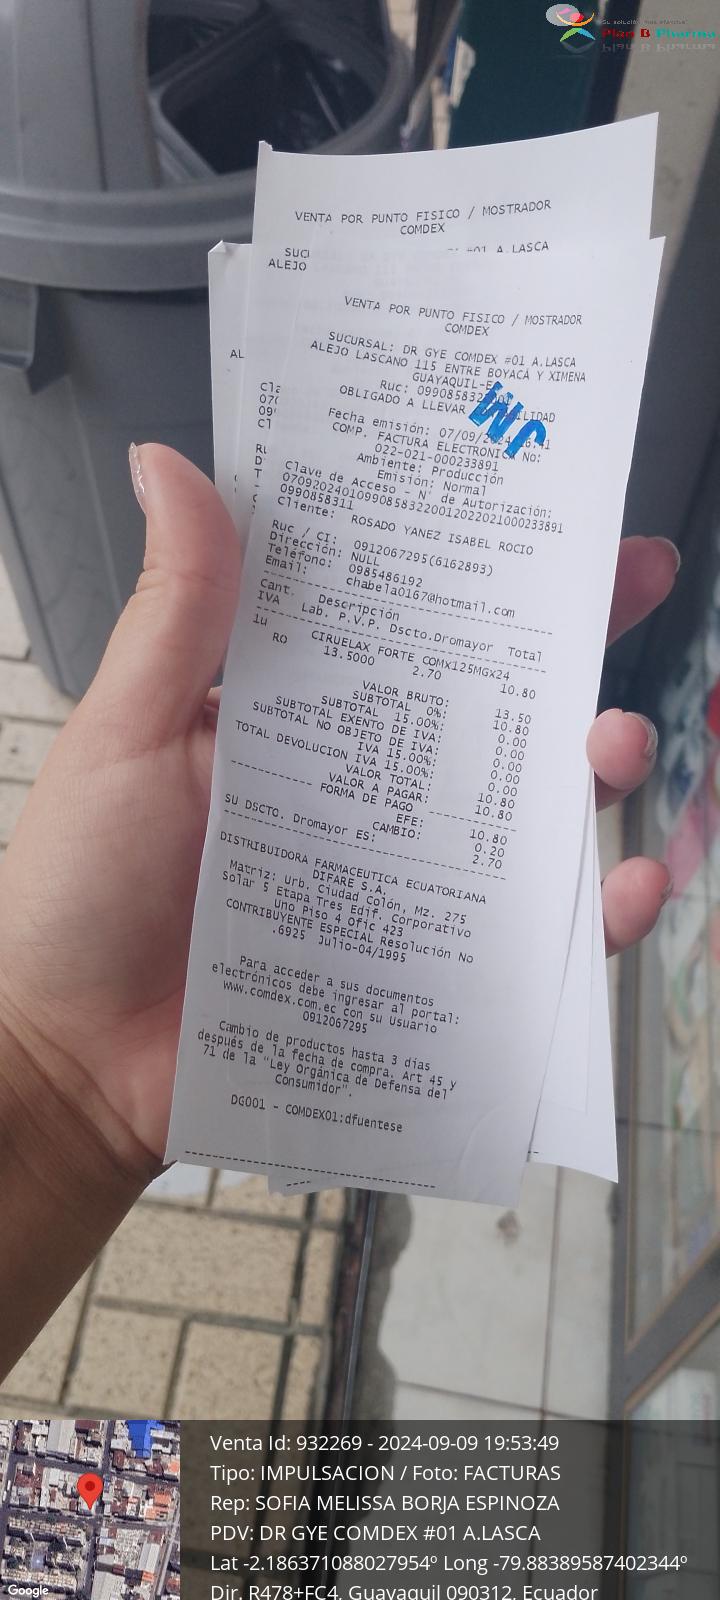 Plan B Pharma
VENTA POR PUNTO FISICO / MOSTRADOR
COMDEX
SUC
#01 A.LASCA
ALEJO
AL
VENTA POR PUNTO FISICO / MOSTRADOR
COMDEX
SUCURSAL: DR GYE COMDEX #01 A.LASCA
ALEJO LASCANO 115 ENTRE BOYACÁ Y XIMENA
GUAYAQUIL-E
Ruc: 0990858322001
OBLIGADO A LLEVAR
Fecha emisión: 07/09/2024
COMP. FACTURA ELECTRONICA No:
022-021-000233891
Ambiente: Producción
Emisión: Normal
Clave de Acceso - N° de Autorización:
070920240109908583220012022021000233891
0990858311
Cliente: ROSADO YANEZ ISABEL ROCIO
Ruc / CI: 0912067295(6162893)
Dirección: NULL
Teléfono: 0985486192
Email: chabela0167@hotmail.com
Cant. Descripción
IVA Lab. P.V.P. Dscto.Dromayor Total
1u CIRUELAX FORTE COMX125MGX24
RO 13.5000 2.70 10.80
VALOR BRUTO: 13.50
SUBTOTAL 0%: 10.80
SUBTOTAL 15.00%: 0.00
SUBTOTAL EXENTO DE IVA: 0.00
SUBTOTAL NO OBJETO DE IVA: 0.00
IVA 15.00%: 0.00
TOTAL DEVOLUCION IVA 15.00%: 0.00
VALOR TOTAL: 10.80
VALOR A PAGAR: 10.80
FORMA DE PAGO
EFE: 10.80
CAMBIO: 0.20
SU DSCTO. Dromayor ES: 2.70
DISTRIBUIDORA FARMACEUTICA ECUATORIANA
DIFARE S.A.
Matriz: Urb. Ciudad Colón, Mz. 275
Solar 5 Etapa Tres Edif. Corporativo
Uno Piso 4 Ofic 423
CONTRIBUYENTE ESPECIAL Resolución No
.6925 Julio-04/1995
Para acceder a sus documentos
electrónicos debe ingresar al portal:
www.comdex.com.ec con su Usuario
0912067295
Cambio de productos hasta 3 días
después de la fecha de compra. Art 45 y
71 de la "Ley Orgánica de Defensa del
Consumidor".
DG001 - COMDEX01:dfuentese
Venta Id: 932269 - 2024-09-09 19:53:49
Tipo: IMPULSACION / Foto: FACTURAS
Rep: SOFIA MELISSA BORJA ESPINOZA
PDV: DR GYE COMDEX #01 A.LASCA
Lat -2.186371088027954º Long -79.88389587402344º
Dir. R478+FC4, Guayaquil 090312, Ecuador
Google